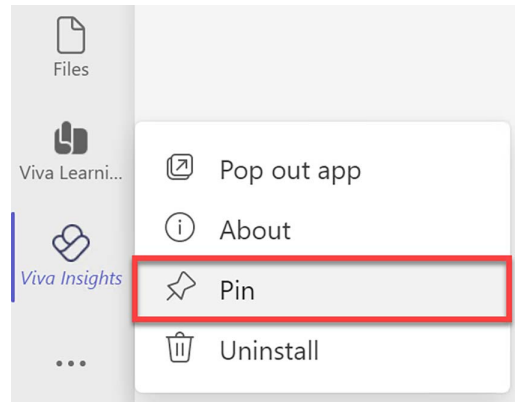 Files
Viva Learni...
Viva Insights
...
Pop out app
About
Pin
Uninstall